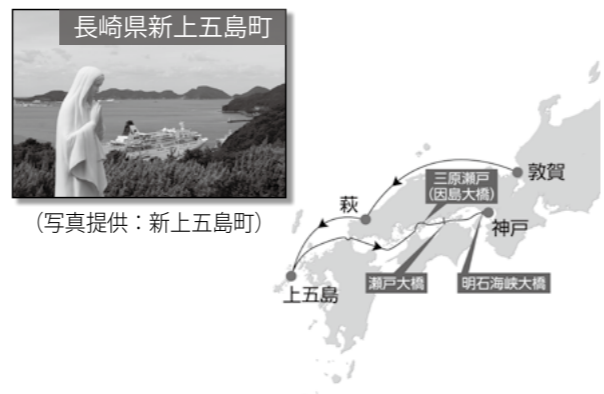 長崎県新上五島町
(写真提供：新上五島町)
敦賀
三原瀬戸
(因島大橋)
萩
神戸
上五島
瀬戸大橋
明石海峡大橋